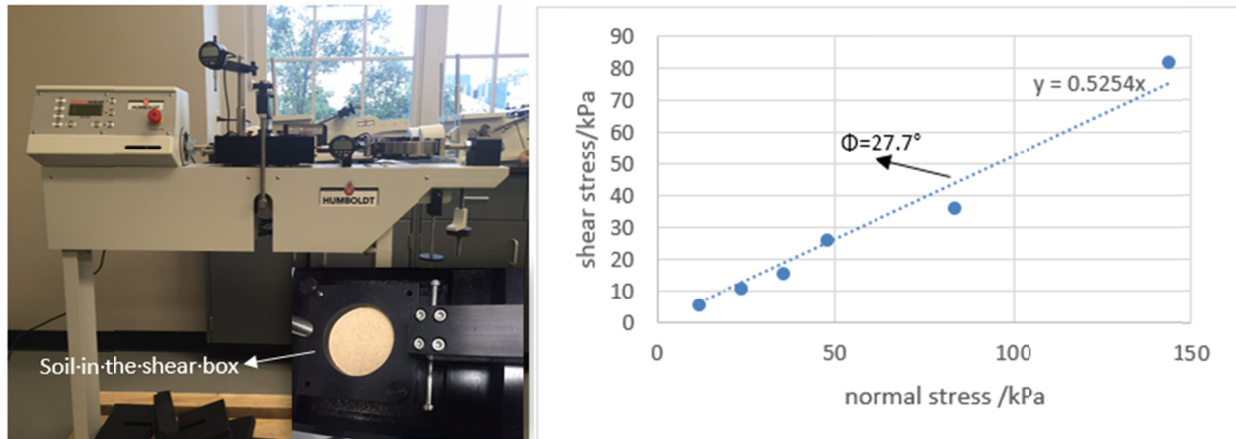 HUMBOLDT
HUMBOLDT
Soil·in·the·shear·box
90
80
70
60
50
40
30
20
10
0
shear stress/kPa
y = 0.5254x
Φ=27.7°
0 50 100 150
normal stress /kPa